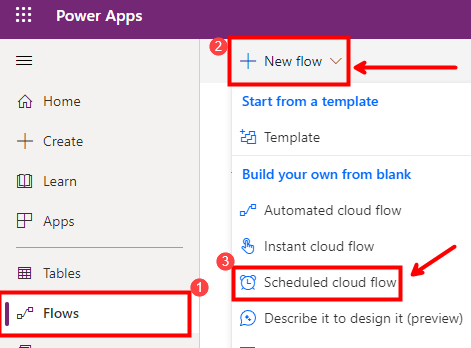 Power Apps
2
New flow
Start from a template
Home
Template
Create
Build your own from blank
Learn
Automated cloud flow
Apps
Instant cloud flow
3
Tables
Scheduled cloud flow
1
Flows
Describe it to design it (preview)